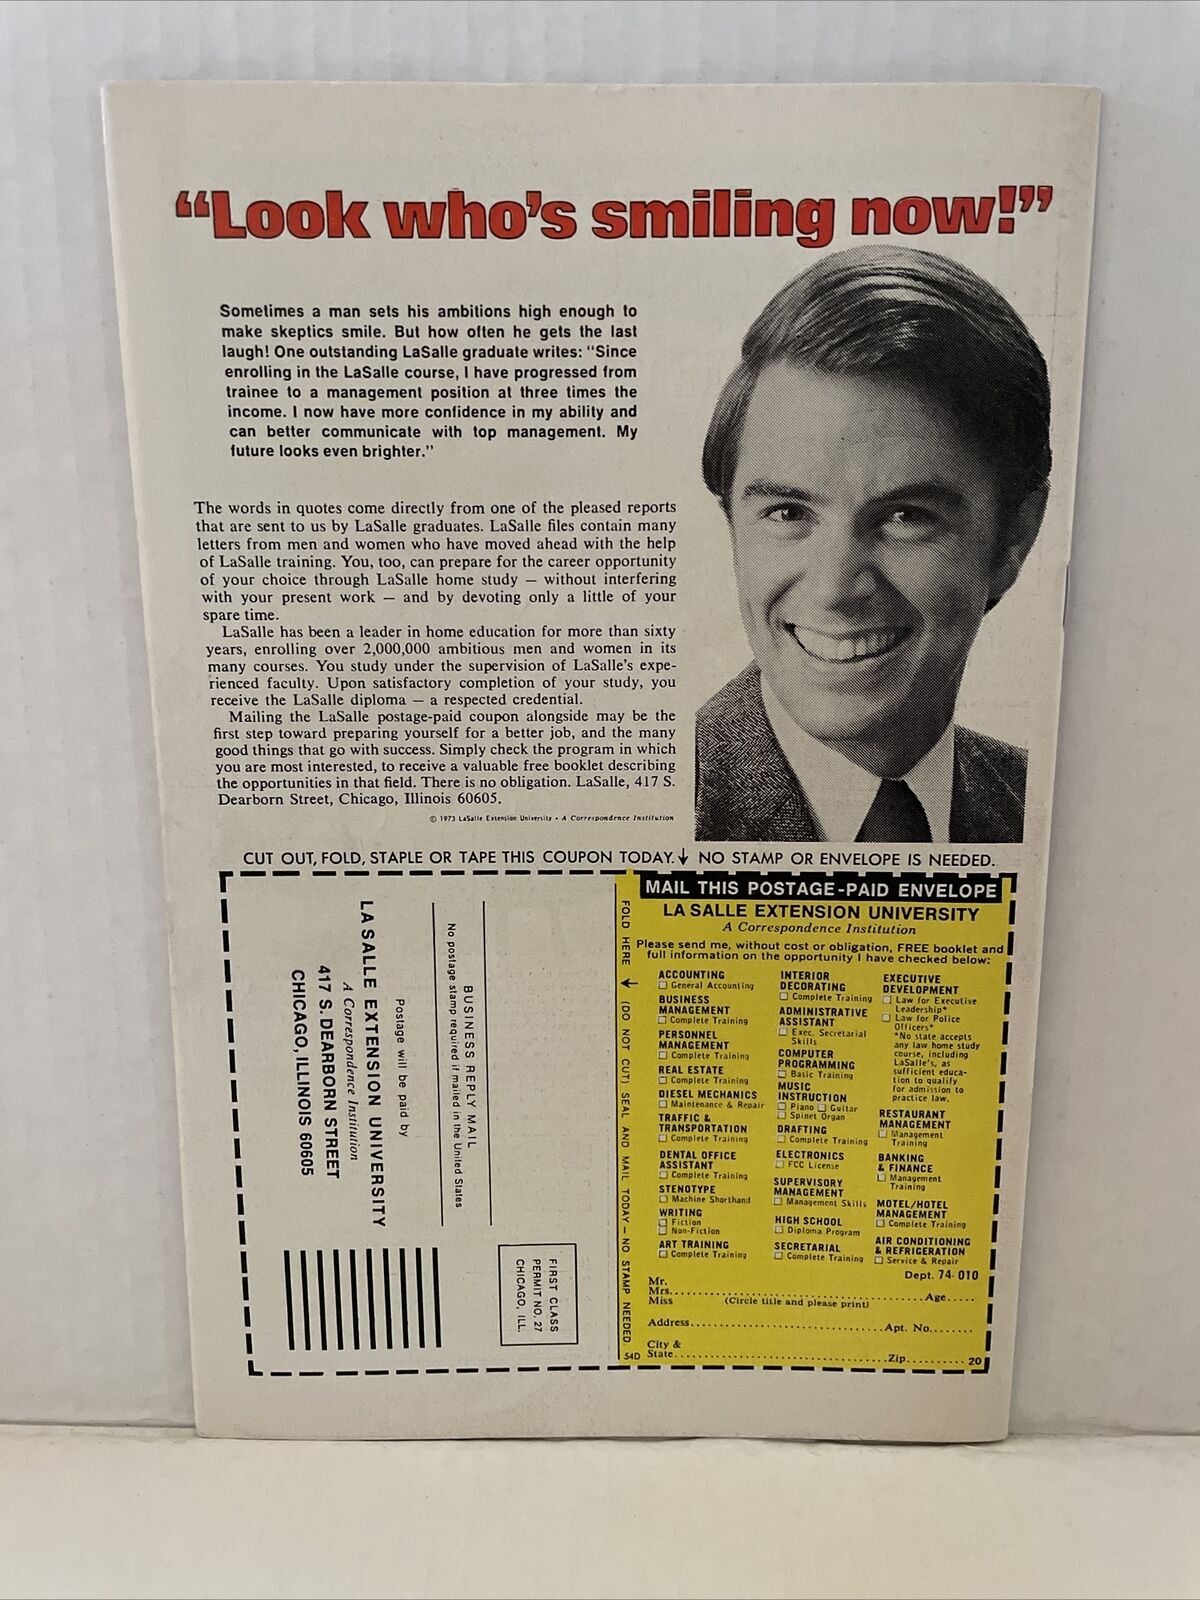 “Look who’s smiling now!”
Sometimes a man sets his ambitions high enough to
make skeptics smile. But how often he gets the last
laugh! One outstanding LaSalle graduate writes: “Since
enrolling in the LaSalle course, I have progressed from
trainee to a management position at three times the
income. I now have more confidence in my ability and
can better communicate with top management. My
future looks even brighter.”
The words in quotes come directly from one of the pleased reports
that are sent to us by LaSalle graduates. LaSalle files contain many
letters from men and women who have moved ahead with the help
of LaSalle training. You, too, can prepare for the career opportunity
of your choice through LaSalle home study — without interfering
with your present work — and by devoting only a little of your
spare time.
LaSalle has been a leader in home education for more than sixty
years, enrolling over 2,000,000 ambitious men and women in its
many courses. You study under the supervision of LaSalle’s expe-
rienced faculty. Upon satisfactory completion of your study, you
receive the LaSalle diploma — a respected credential.
Mailing the LaSalle postage-paid coupon alongside may be the
first step toward preparing yourself for a better job, and the many
good things that go with success. Simply check the program in which
you are most interested, to receive a valuable free booklet describing
the opportunities in that field. There is no obligation. LaSalle, 417 S.
Dearborn Street, Chicago, Illinois 60605.
© 1973 LaSalle Extension University • A Correspondence Institution
CUT OUT, FOLD, STAPLE OR TAPE THIS COUPON TODAY. ↓ NO STAMP OR ENVELOPE IS NEEDED.
FIRST CLASS
PERMIT NO. 27
CHICAGO, ILL.
BUSINESS REPLY MAIL
No postage stamp required if mailed in the United States
Postage will be paid by
LA SALLE EXTENSION UNIVERSITY
A Correspondence Institution
417 S. DEARBORN STREET
CHICAGO, ILLINOIS 60605
FOLD HERE ↓ (DO NOT CUT) SEAL AND MAIL TODAY – NO STAMP NEEDED
54D
MAIL THIS POSTAGE-PAID ENVELOPE
LA SALLE EXTENSION UNIVERSITY
A Correspondence Institution
Please send me, without cost or obligation, FREE booklet and
full information on the opportunity I have checked below:
ACCOUNTING
☐ General Accounting
BUSINESS
MANAGEMENT
☐ Complete Training
PERSONNEL
MANAGEMENT
☐ Complete Training
REAL ESTATE
☐ Complete Training
DIESEL MECHANICS
☐ Maintenance & Repair
TRAFFIC &
TRANSPORTATION
☐ Complete Training
DENTAL OFFICE
ASSISTANT
☐ Complete Training
STENOTYPE
☐ Machine Shorthand
WRITING
☐ Fiction
☐ Non-Fiction
ART TRAINING
☐ Complete Training
INTERIOR
DECORATING
☐ Complete Training
ADMINISTRATIVE
ASSISTANT
☐ Exec. Secretarial
Skills
COMPUTER
PROGRAMMING
☐ Basic Training
MUSIC
INSTRUCTION
☐ Piano ☐ Guitar
☐ Spinet Organ
DRAFTING
☐ Complete Training
ELECTRONICS
☐ FCC License
SUPERVISORY
MANAGEMENT
☐ Management Skills
HIGH SCHOOL
☐ Diploma Program
SECRETARIAL
☐ Complete Training
EXECUTIVE
DEVELOPMENT
☐ Law for Executive
Leadership*
☐ Law for Police
Officers*
*No state accepts
any law home study
course, including
LaSalle's, as
sufficient educa-
tion to qualify
for admission to
practice law.
RESTAURANT
MANAGEMENT
☐ Management
Training
BANKING
& FINANCE
☐ Management
Training
MOTEL/HOTEL
MANAGEMENT
☐ Complete Training
AIR CONDITIONING
& REFRIGERATION
☐ Service & Repair
Dept. 74-010
Mr.
Mrs. Age
Miss (Circle title and please print)
Address Apt. No.
City &
State Zip 20